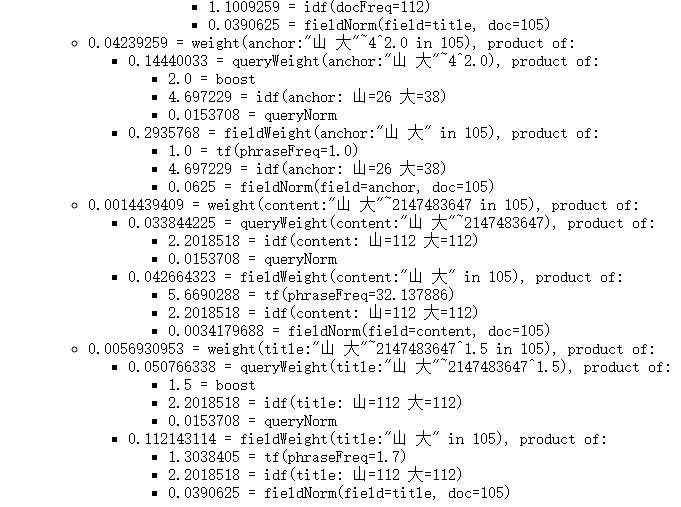 1.1009259 = idf(docFreq=112)
0.0390625 = fieldNorm(field=title, doc=105)
0.04239259 = weight(anchor:"山 大"~4^2.0 in 105), product of:
0.14440033 = queryWeight(anchor:"山 大"~4^2.0), product of:
2.0 = boost
4.697229 = idf(anchor: 山=26 大=38)
0.0153708 = queryNorm
0.2935768 = fieldWeight(anchor:"山 大" in 105), product of:
1.0 = tf(phraseFreq=1.0)
4.697229 = idf(anchor: 山=26 大=38)
0.0625 = fieldNorm(field=anchor, doc=105)
0.0014439409 = weight(content:"山 大"~2147483647 in 105), product of:
0.033844225 = queryWeight(content:"山 大"~2147483647), product of:
2.2018518 = idf(content: 山=112 大=112)
0.0153708 = queryNorm
0.042664323 = fieldWeight(content:"山 大" in 105), product of:
5.6690288 = tf(phraseFreq=32.137886)
2.2018518 = idf(content: 山=112 大=112)
0.0034179688 = fieldNorm(field=content, doc=105)
0.0056930953 = weight(title:"山 大"~2147483647^1.5 in 105), product of:
0.050766338 = queryWeight(title:"山 大"~2147483647^1.5), product of:
1.5 = boost
2.2018518 = idf(title: 山=112 大=112)
0.0153708 = queryNorm
0.112143114 = fieldWeight(title:"山 大" in 105), product of:
1.3038405 = tf(phraseFreq=1.7)
2.2018518 = idf(title: 山=112 大=112)
0.0390625 = fieldNorm(field=title, doc=105)